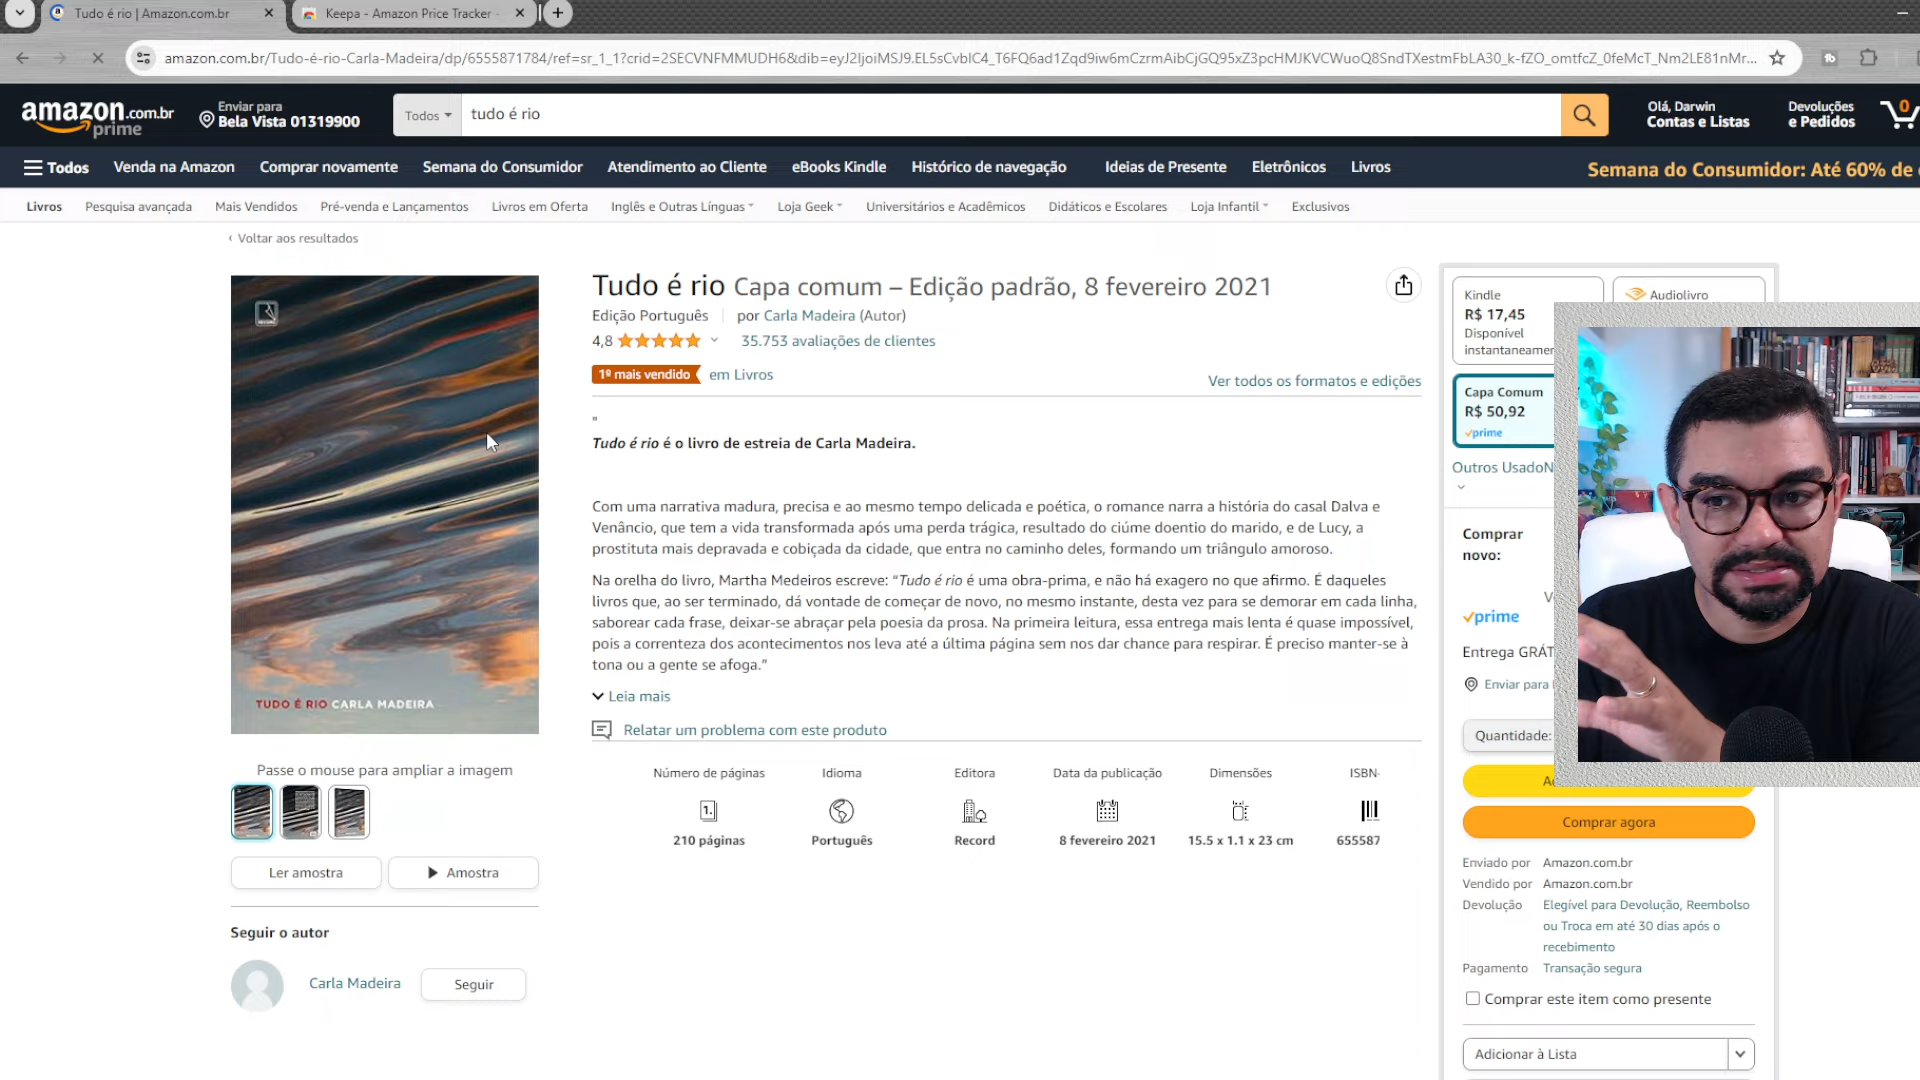 Tudo é rio | Amazon.com.br
Keepa - Amazon Price Tracker -
amazon.com.br/Tudo-é-rio-Carla-Madeira/dp/6555871784/ref=sr_1_1?crid=2SECVNFMMUDH6&dib=eyJ2IjoiMSJ9.EL5sCvbIC4_T6FQ6ad1Zqd9iw6mCzrmAibCjGQ95xZ3pcHMJKVCWuoQ8SndTXestmFbLA30_k-fZO_omtfcZ_0feMcT_Nm2LE81nMr...
amazon.com.br
prime
Enviar para
Bela Vista 01319900
Todos
tudo é rio
Olá, Darwin
Contas e Listas
Devoluções
e Pedidos
0
Todos
Venda na Amazon
Comprar novamente
Semana do Consumidor
Atendimento ao Cliente
eBooks Kindle
Histórico de navegação
Ideias de Presente
Eletrônicos
Livros
Semana do Consumidor: Até 60% de
Livros
Pesquisa avançada
Mais Vendidos
Pré-venda e Lançamentos
Livros em Oferta
Inglês e Outras Línguas
Loja Geek
Universitários e Acadêmicos
Didáticos e Escolares
Loja Infantil
Exclusivos
‹ Voltar aos resultados
TUDO É RIO CARLA MADEIRA
Passe o mouse para ampliar a imagem
Ler amostra
Amostra
Seguir o autor
Carla Madeira
Seguir
Tudo é rio Capa comum – Edição padrão, 8 fevereiro 2021
Edição Português
por Carla Madeira (Autor)
4,8
35.753 avaliações de clientes
1º mais vendido
em Livros
Ver todos os formatos e edições
"
Tudo é rio é o livro de estreia de Carla Madeira.
Com uma narrativa madura, precisa e ao mesmo tempo delicada e poética, o romance narra a história do casal Dalva e
Venâncio, que tem a vida transformada após uma perda trágica, resultado do ciúme doentio do marido, e de Lucy, a
prostituta mais depravada e cobiçada da cidade, que entra no caminho deles, formando um triângulo amoroso.
Na orelha do livro, Martha Medeiros escreve: “Tudo é rio é uma obra-prima, e não há exagero no que afirmo. É daqueles
livros que, ao ser terminado, dá vontade de começar de novo, no mesmo instante, desta vez para se demorar em cada linha,
saborear cada frase, deixar-se abraçar pela poesia da prosa. Na primeira leitura, essa entrega mais lenta é quase impossível,
pois a correnteza dos acontecimentos nos leva até a última página sem nos dar chance para respirar. É preciso manter-se à
tona ou a gente se afoga.”
Leia mais
Relatar um problema com este produto
Número de páginas
210 páginas
Idioma
Português
Editora
Record
Data da publicação
8 fevereiro 2021
Dimensões
15.5 x 1.1 x 23 cm
ISBN-
655587
Kindle
R$ 17,45
Disponível
instantaneamen
Audiolivro
Capa Comum
R$ 50,92
prime
Outros UsadoN
Comprar
novo:
V
prime
Entrega GRÁT
Enviar para
Quantidade:
Comprar agora
Enviado por Amazon.com.br
Vendido por Amazon.com.br
Devolução Elegível para Devolução, Reembolso
ou Troca em até 30 dias após o
recebimento
Pagamento Transação segura
Comprar este item como presente
Adicionar à Lista